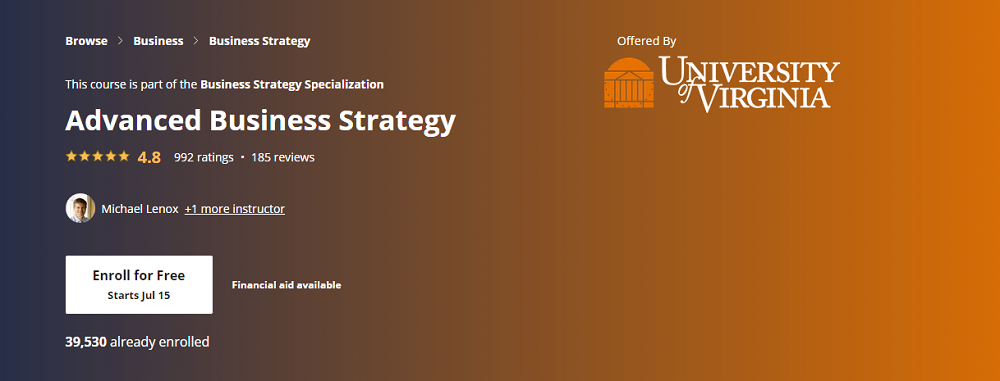 Browse > Business > Business Strategy
Offered By
UNIVERSITY
of VIRGINIA
This course is part of the Business Strategy Specialization
Advanced Business Strategy
4.8 992 ratings • 185 reviews
Michael Lenox +1 more instructor
Enroll for Free
Starts Jul 15
Financial aid available
39,530 already enrolled